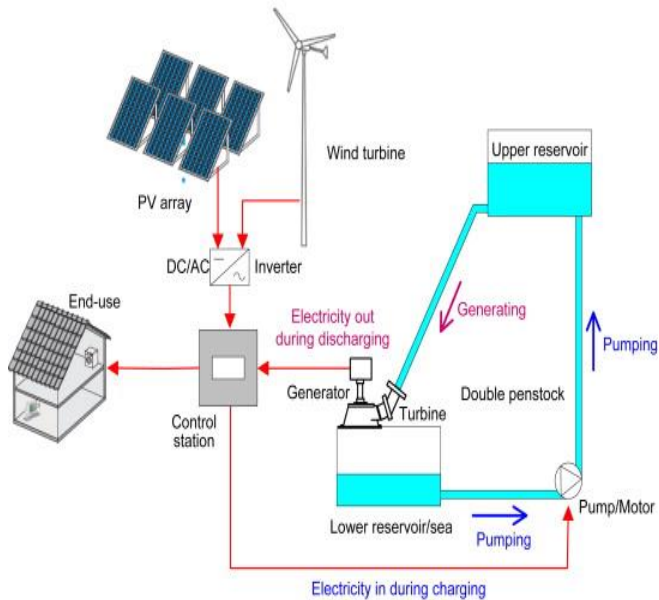 Wind turbine
Upper reservoir
PV array
DC/AC
Inverter
End-use
Electricity out
during discharging
Generating
Pumping
Generator
Turbine
Double penstock
Control
station
Lower reservoir/sea
Pump/Motor
Pumping
Electricity in during charging